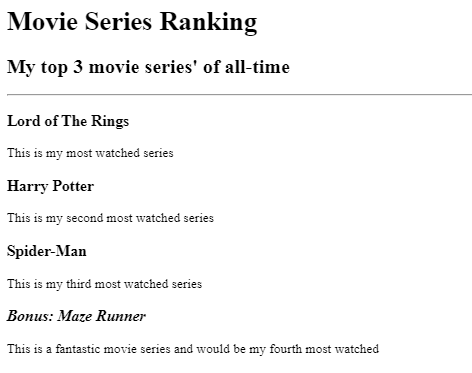 Movie Series Ranking
My top 3 movie series' of all-time
Lord of The Rings
This is my most watched series
Harry Potter
This is my second most watched series
Spider-Man
This is my third most watched series
Bonus: Maze Runner
This is a fantastic movie series and would be my fourth most watched